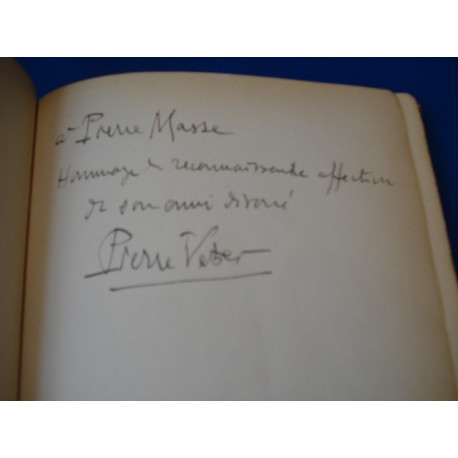 à Pierre Masse
Hommage de reconnaissante affection
de son ami dévoué
Pierre Veber